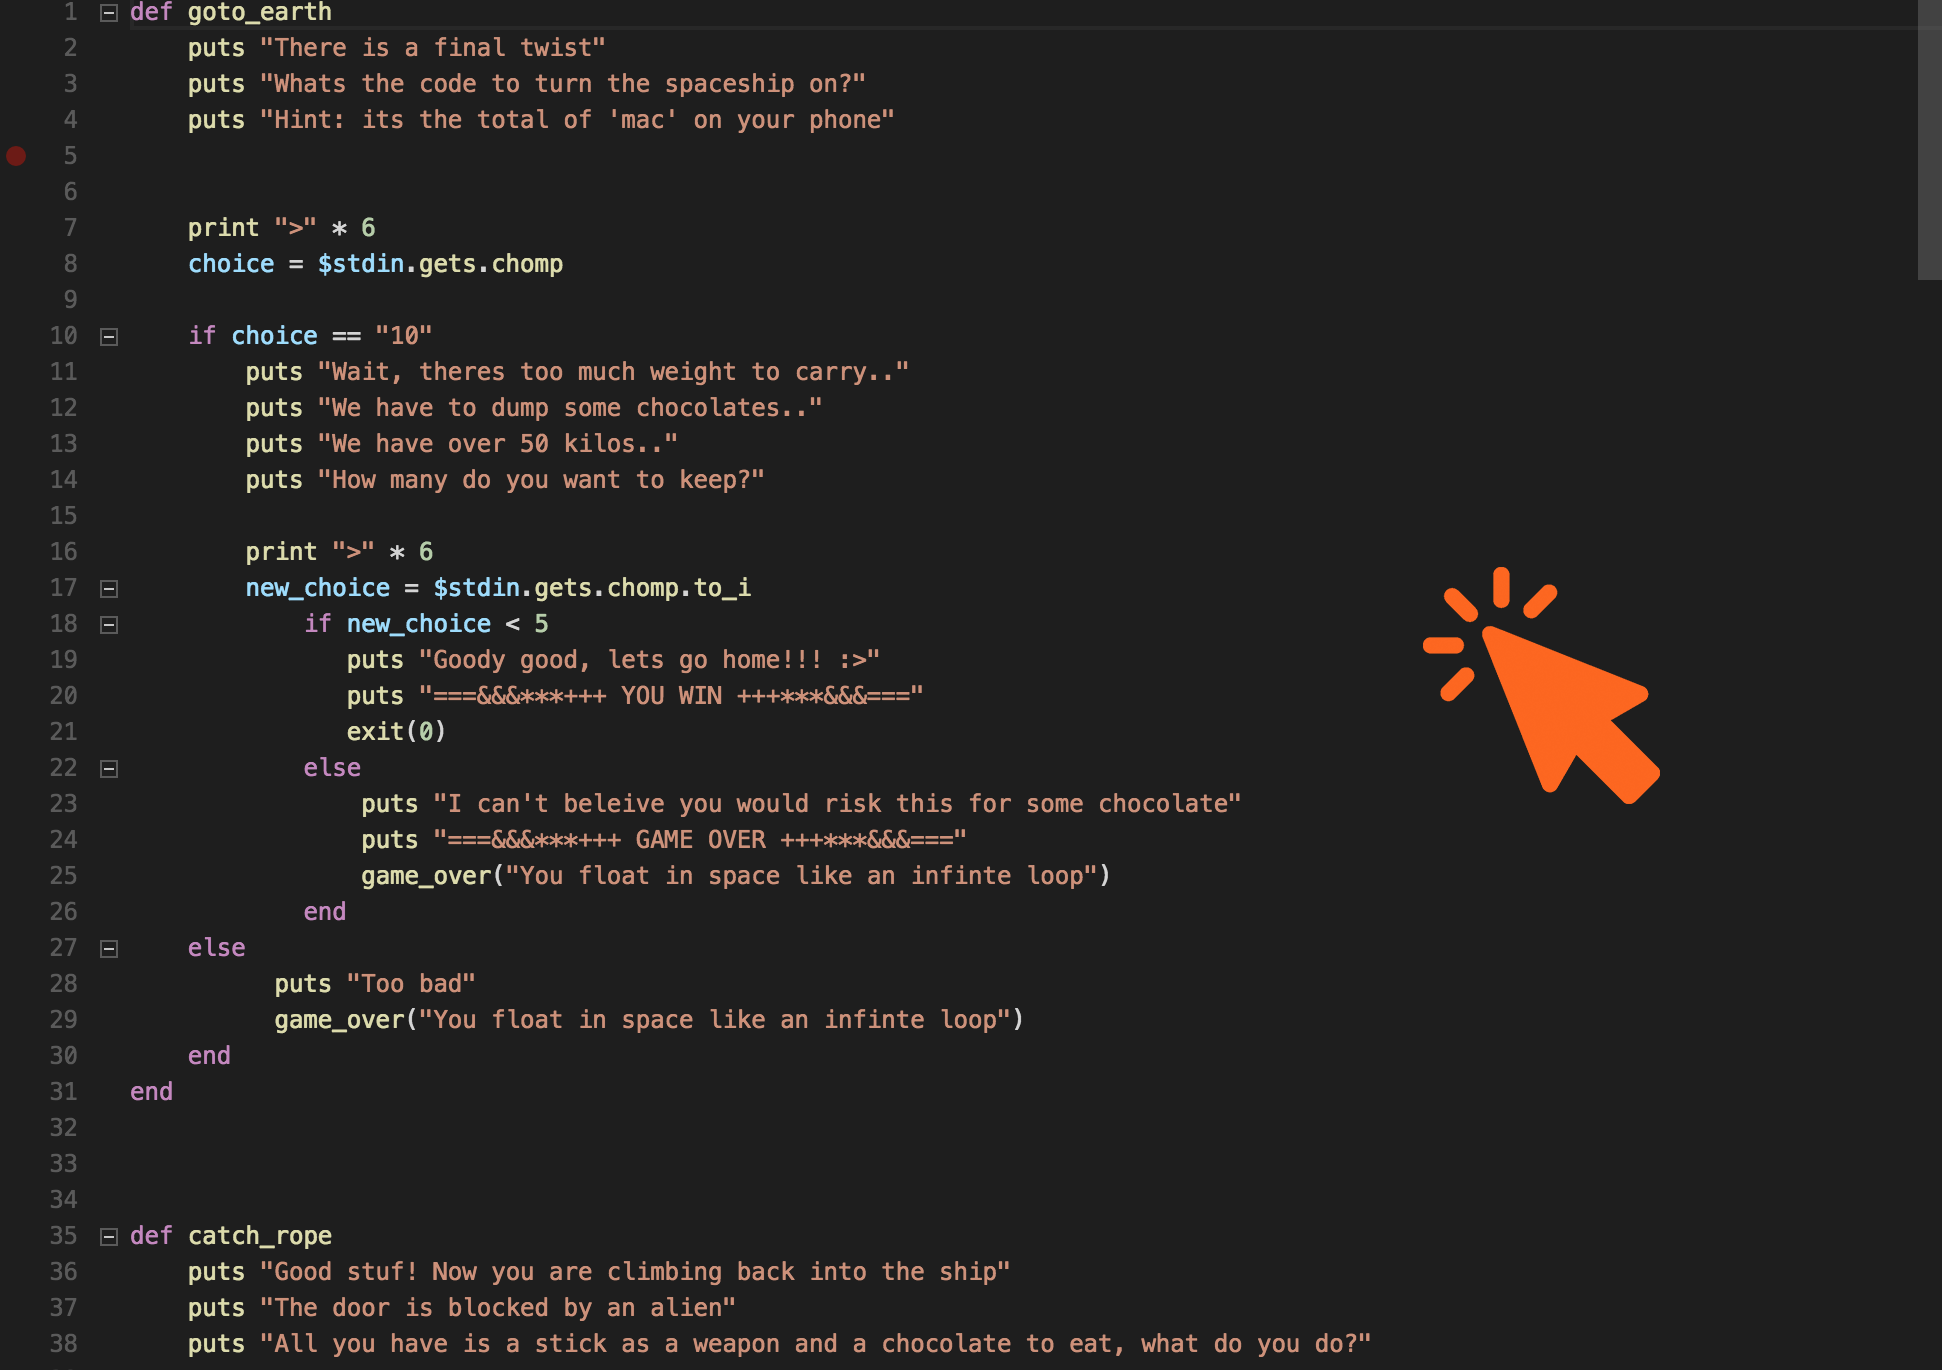 1 def goto_earth
2 puts "There is a final twist"
3 puts "Whats the code to turn the spaceship on?"
4 puts "Hint: its the total of 'mac' on your phone"
5
6
7 print ">" * 6
8 choice = $stdin.gets.chomp
9
10 if choice == "10"
11 puts "Wait, theres too much weight to carry.."
12 puts "We have to dump some chocolates.."
13 puts "We have over 50 kilos.."
14 puts "How many do you want to keep?"
15
16 print ">" * 6
17 new_choice = $stdin.gets.chomp.to_i
18 if new_choice < 5
19 puts "Goody good, lets go home!!! :>"
20 puts "===&&&***+++ YOU WIN +++***&&&==="
21 exit(0)
22 else
23 puts "I can't beleive you would risk this for some chocolate"
24 puts "===&&&***+++ GAME OVER +++***&&&==="
25 game_over("You float in space like an infinte loop")
26 end
27 else
28 puts "Too bad"
29 game_over("You float in space like an infinte loop")
30 end
31 end
32
33
34
35 def catch_rope
36 puts "Good stuf! Now you are climbing back into the ship"
37 puts "The door is blocked by an alien"
38 puts "All you have is a stick as a weapon and a chocolate to eat, what do you do?"